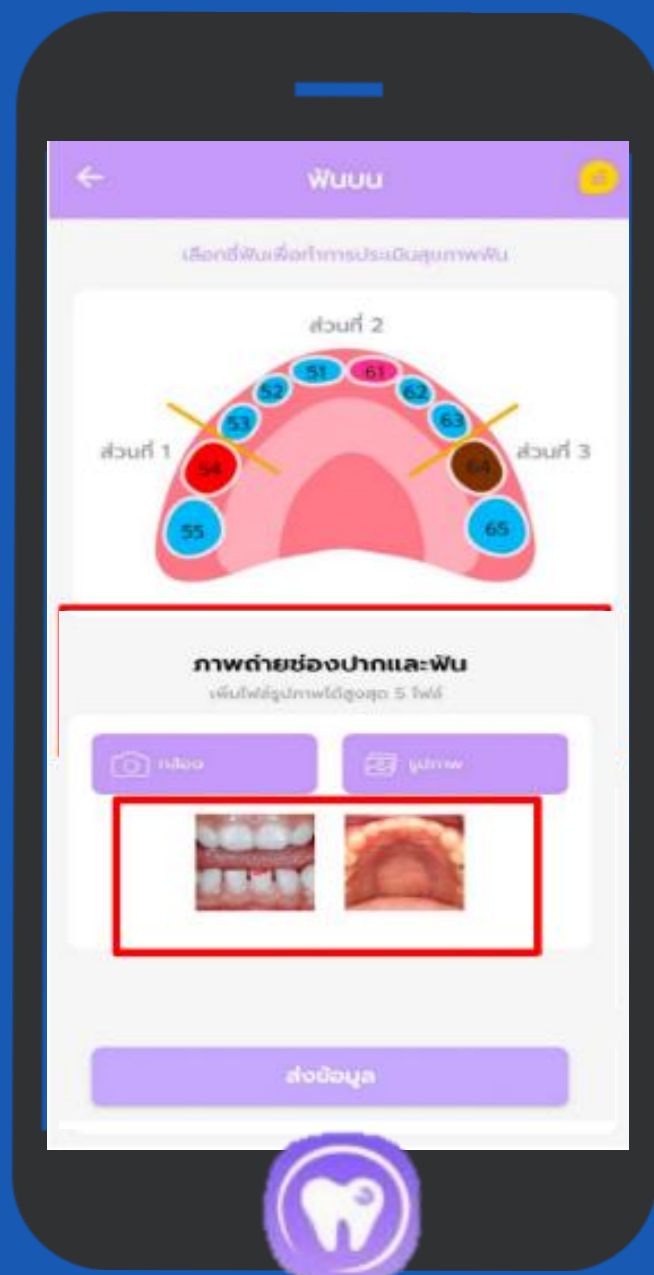 ฟันบน
สี
เลือกซี่ฟันเพื่อทำการประเมินสุขภาพฟัน
ส่วนที่ 2
51 61
52 62
53 63
ส่วนที่ 1 54 64 ส่วนที่ 3
55 65
ภาพถ่ายช่องปากและฟัน
เพิ่มไฟล์รูปภาพได้สูงสุด 5 ไฟล์
กล้อง รูปภาพ
ส่งข้อมูล